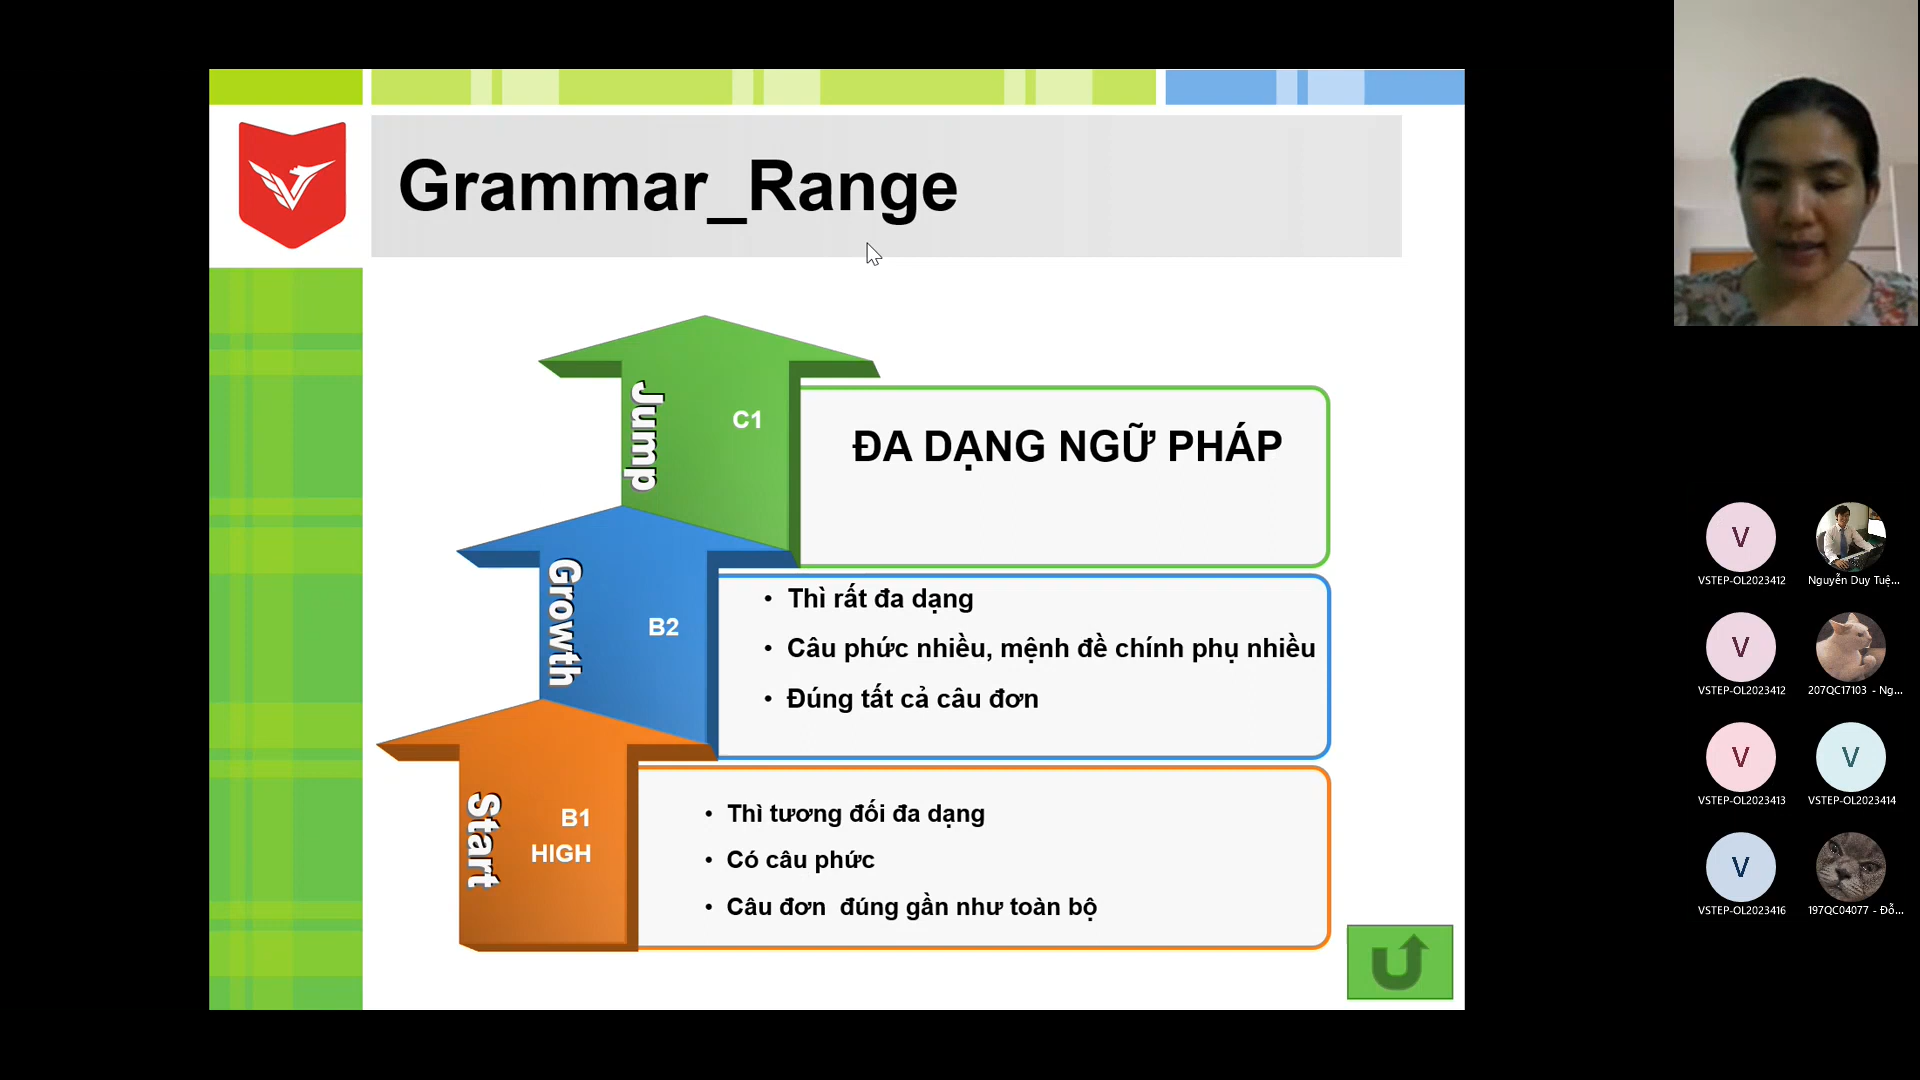 Grammar_Range
Jump
C1
ĐA DẠNG NGỮ PHÁP
Growth
B2
• Thì rất đa dạng
• Câu phức nhiều, mệnh đề chính phụ nhiều
• Đúng tất cả câu đơn
Start
B1
HIGH
• Thì tương đối đa dạng
• Có câu phức
• Câu đơn đúng gần như toàn bộ
V
VSTEP-OL2023412
Nguyễn Duy Tuệ...
V
VSTEP-OL2023412
207QC17103 - Ng...
V
VSTEP-OL2023413
V
VSTEP-OL2023414
V
VSTEP-OL2023416
197QC04077 - Đỗ...